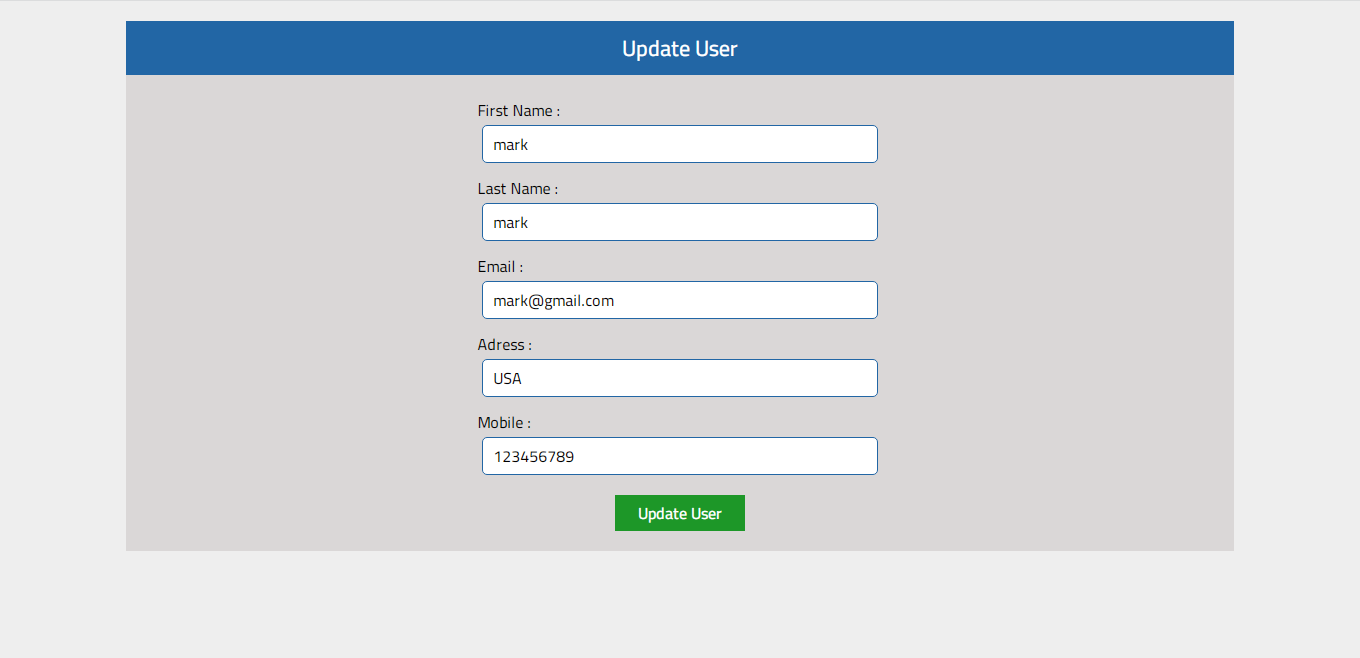 Update User
First Name :
mark
Last Name :
mark
Email :
mark@gmail.com
Adress :
USA
Mobile :
123456789
Update User